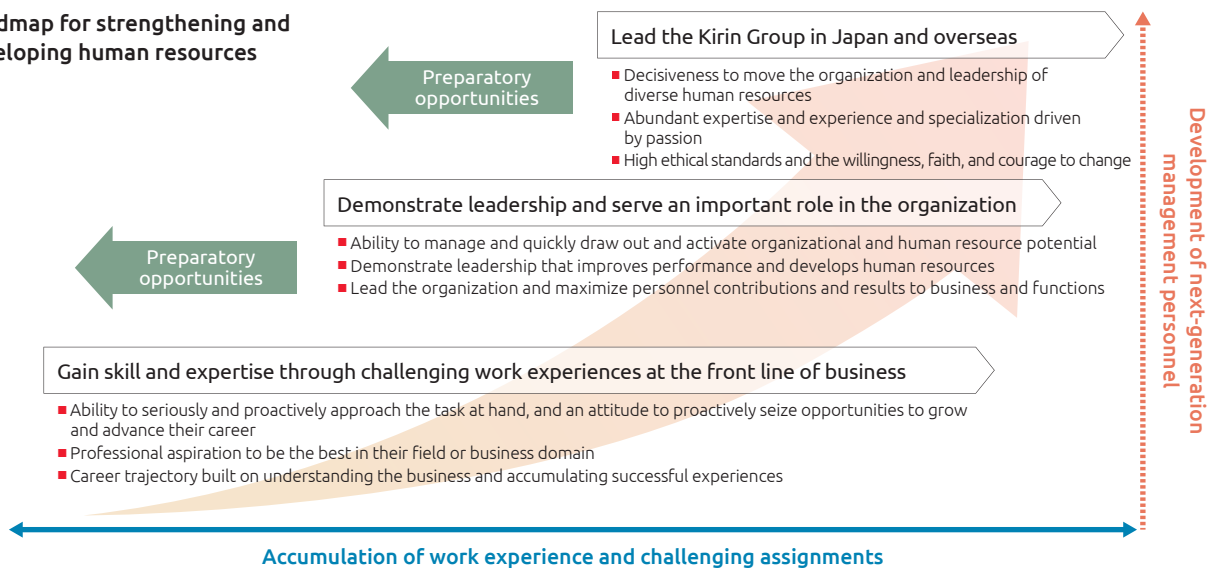 dmap for strengthening and
eloping human resources
Preparatory
opportunities
Lead the Kirin Group in Japan and overseas
■ Decisiveness to move the organization and leadership of
diverse human resources
■ Abundant expertise and experience and specialization driven
by passion
■ High ethical standards and the willingness, faith, and courage to change
Preparatory
opportunities
Demonstrate leadership and serve an important role in the organization
■ Ability to manage and quickly draw out and activate organizational and human resource potential
■ Demonstrate leadership that improves performance and develops human resources
■ Lead the organization and maximize personnel contributions and results to business and functions
Gain skill and expertise through challenging work experiences at the front line of business
■ Ability to seriously and proactively approach the task at hand, and an attitude to proactively seize opportunities to grow
and advance their career
■ Professional aspiration to be the best in their field or business domain
■ Career trajectory built on understanding the business and accumulating successful experiences
Development of next-generation
management personnel
Accumulation of work experience and challenging assignments